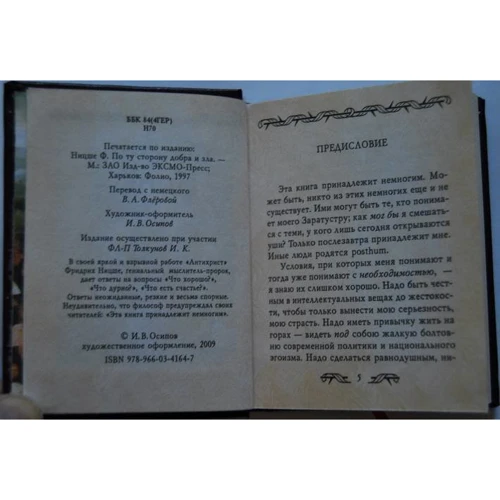 ББК 84(4ГЕР)
Н70
Печатается по изданию:
Ницше Ф. По ту сторону добра и зла. —
М.: ЗАО Изд-во ЭКСМО-Пресс;
Харьков: Фолио, 1997
Перевод с немецкого
В. А. Флёровой
Художник-оформитель
И. В. Осипов
Издание осуществлено при участии
ФЛ-П Толкунов И. К.
В своей яркой и взрывной работе «Антихрист»
Фридрих Ницше, гениальный мыслитель-пророк,
дает ответы на вопросы «Что хорошо?»,
«Что дурно?», «Что есть счастье?».
Ответы неожиданные, резкие и весьма спорные.
Неудивительно, что философ предупреждал своих
читателей: «Эта книга принадлежит немногим».
© И. В. Осипов
художественное оформление, 2009
ISBN 978-966-03-4164-7
ПРЕДИСЛОВИЕ
Эта книга принадлежит немногим. Мо-
жет быть, никто из этих немногих еще и не
существует. Ими могут быть те, кто понима-
ет моего Заратустру; как мог бы я смешать-
ся с теми, у кого лишь сегодня открываются
уши? Только послезавтра принадлежит мне.
Иные люди родятся posthum.
Условия, при которых меня понимают и
тогда уже понимают с необходимостью, —
я знаю их слишком хорошо. Надо быть чест-
ным в интеллектуальных вещах до жестокос-
ти, чтобы только вынести мою серьезность,
мою страсть. Надо иметь привычку жить на
горах — видеть под собою жалкую болтов-
ню современной политики и национального
эгоизма. Надо сделаться равнодушным, ни-
5